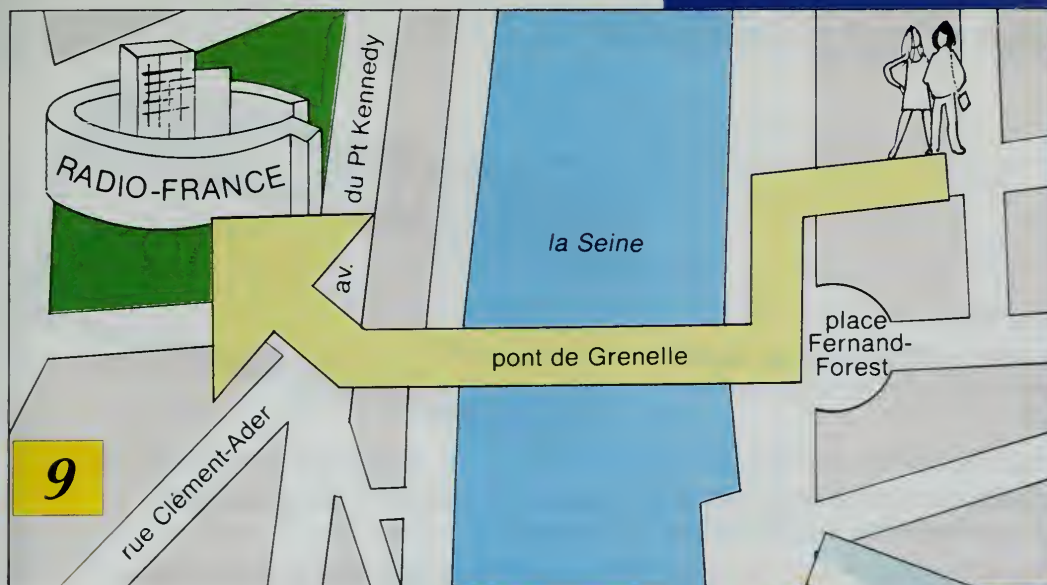 RADIO-FRANCE
av. du Pt Kennedy
la Seine
pont de Grenelle
place
Fernand-
Forest
rue Clément-Ader
9